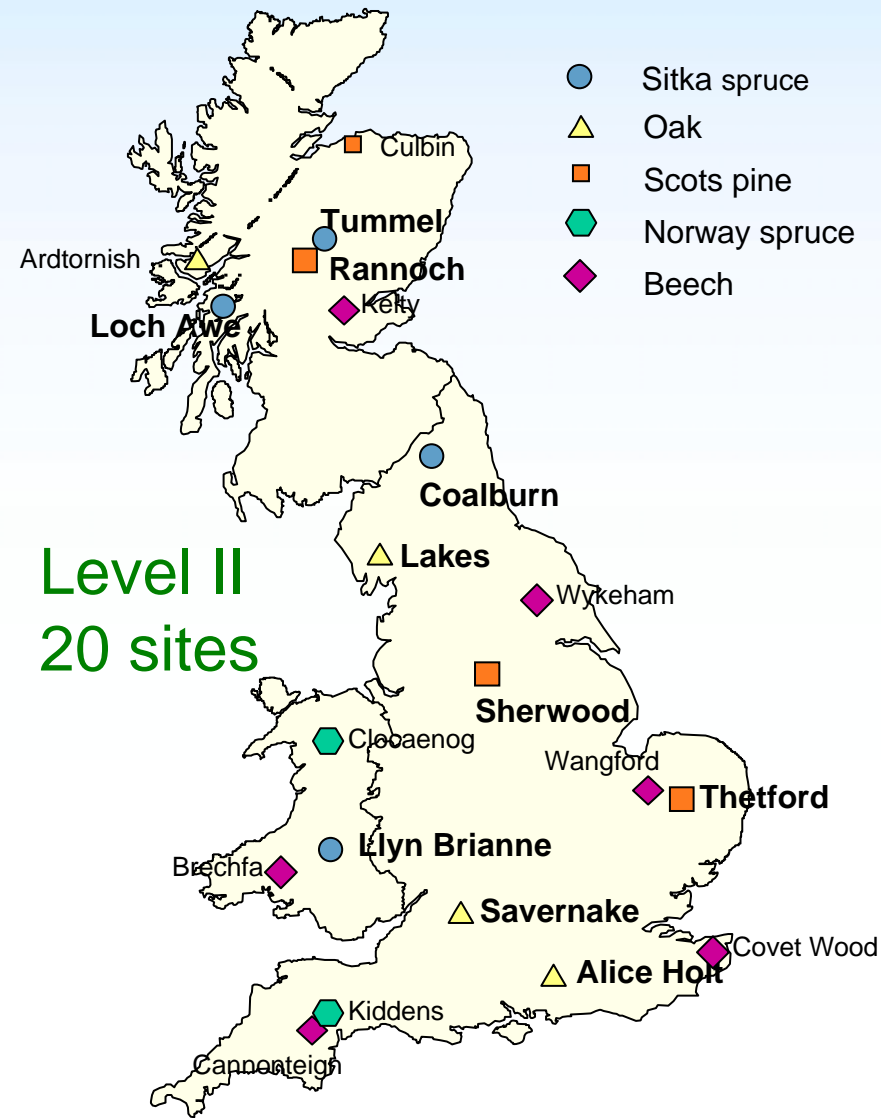 Sitka spruce
Oak
Scots pine
Norway spruce
Beech
Culbin
Tummel
Ardtornish
Rannoch
Kelty
Loch Awe
Coalburn
Lakes
Level II
20 sites
Wykeham
Sherwood
Clocaenog
Wangford
Thetford
Llyn Brianne
Brechfa
Savernake
Covet Wood
Alice Holt
Kiddens
Cannonteign